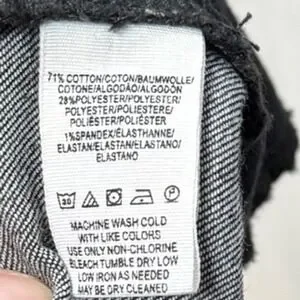 71% COTTON/COTON/BAUMWOLLE/
COTONE/ALGODÃO/ALGODÓN
28%POLYESTER/POLYESTER/
POLYESTER/POLIESTERE/
POLIÉSTER/POLIÉSTER
1%SPANDEX/ÉLASTHANNE/
ELASTAN/ELASTAN/ELASTANO/
ELASTANO
30
P
MACHINE WASH COLD
WITH LIKE COLORS
USE ONLY NON-CHLORINE
BLEACH TUMBLE DRY LOW
LOW IRON AS NEEDED
MAY BE DRY CLEANED